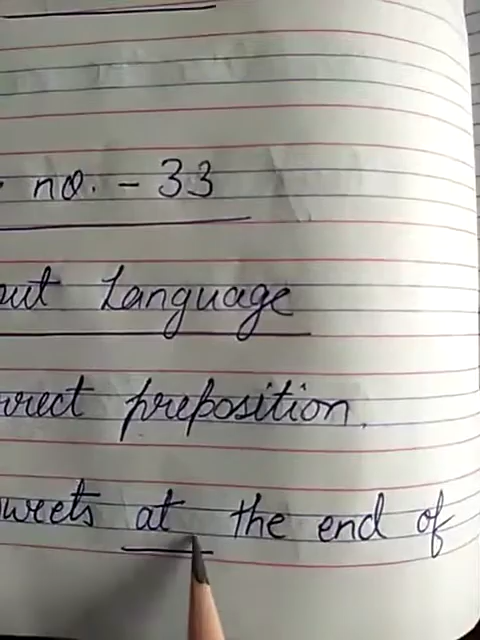 no. - 33
Language
preposition.
at the end of